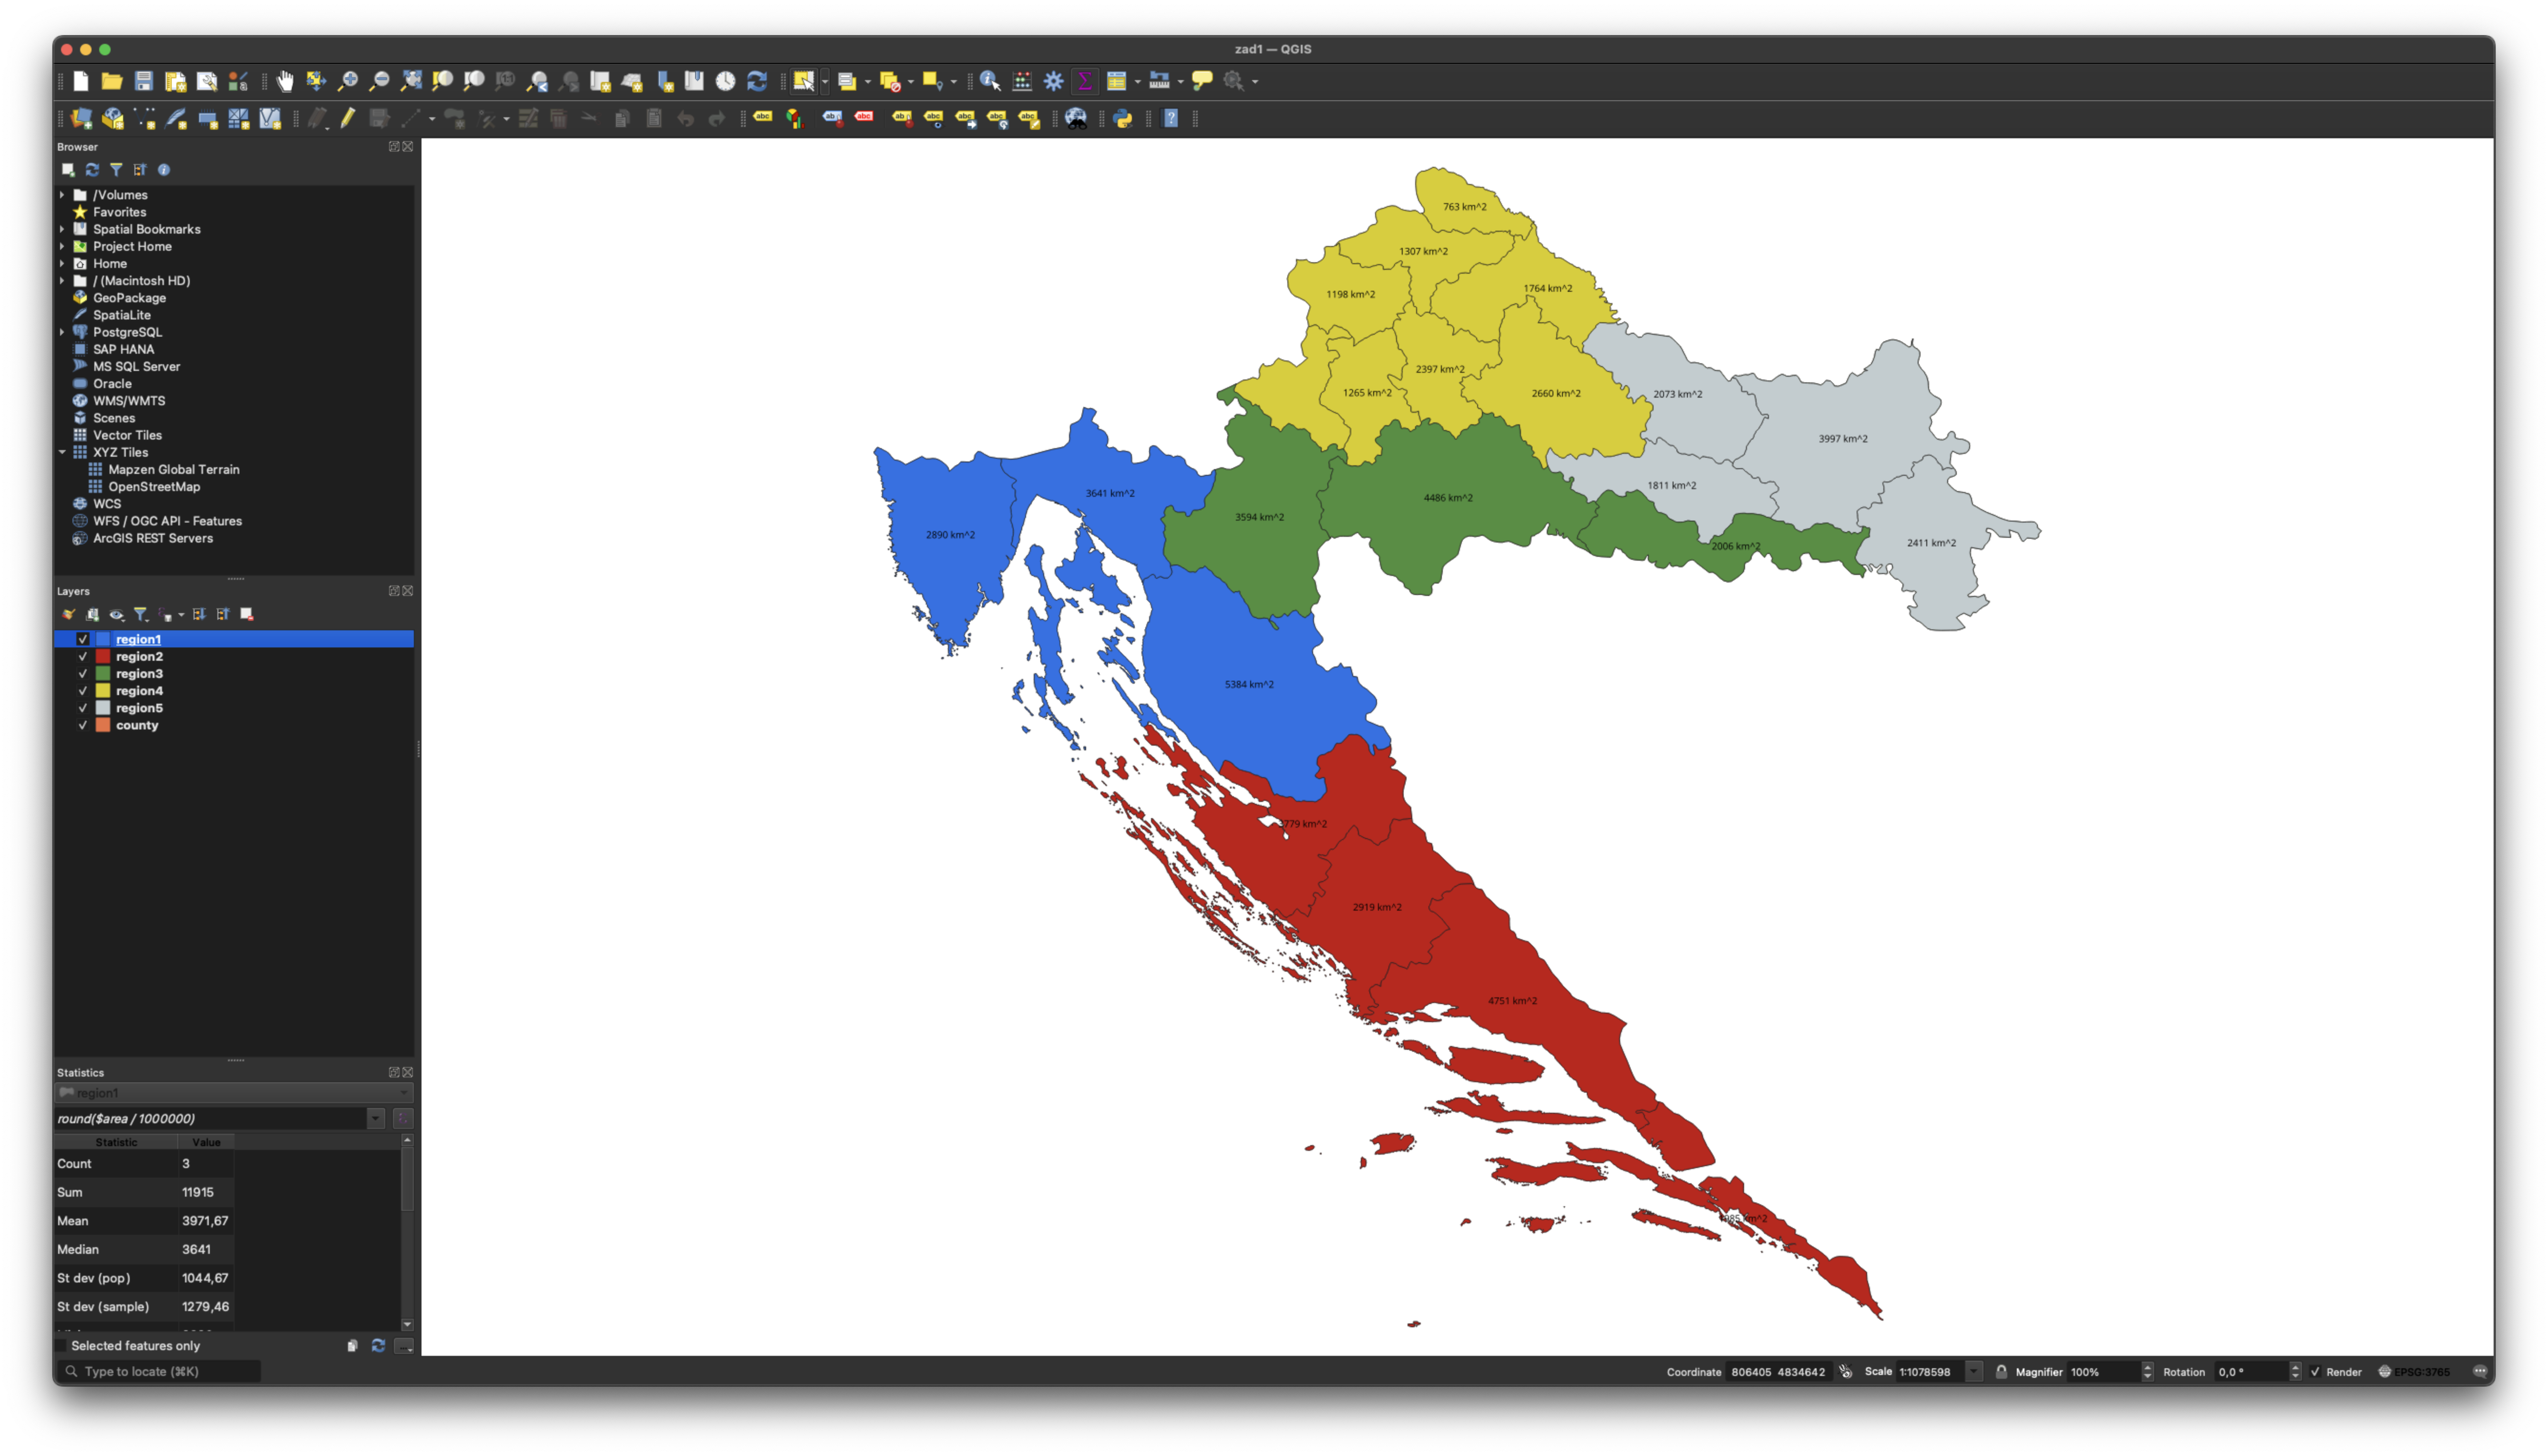 zad1 — QGIS
Browser
/Volumes
Favorites
Spatial Bookmarks
Project Home
Home
/ (Macintosh HD)
GeoPackage
SpatiaLite
PostgreSQL
SAP HANA
MS SQL Server
Oracle
WMS/WMTS
Scenes
Vector Tiles
XYZ Tiles
Mapzen Global Terrain
OpenStreetMap
WCS
WFS / OGC API - Features
ArcGIS REST Servers
Layers
region1
region2
region3
region4
region5
county
Statistics
region1
round($area / 1000000)
Statistic Value
Count 3
Sum 11915
Mean 3971,67
Median 3641
St dev (pop) 1044,67
St dev (sample) 1279,46
Selected features only
Type to locate (⌘K)
763 km^2
1307 km^2
1198 km^2
1764 km^2
2397 km^2
1265 km^2
2660 km^2
2073 km^2
3997 km^2
1811 km^2
3641 km^2
4486 km^2
3594 km^2
2890 km^2
2006 km^2
2411 km^2
5384 km^2
3779 km^2
2919 km^2
4751 km^2
km^2
Coordinate 806405 4834642 Scale 1:1078598 Magnifier 100% Rotation 0,0 ° Render EPSG:3765